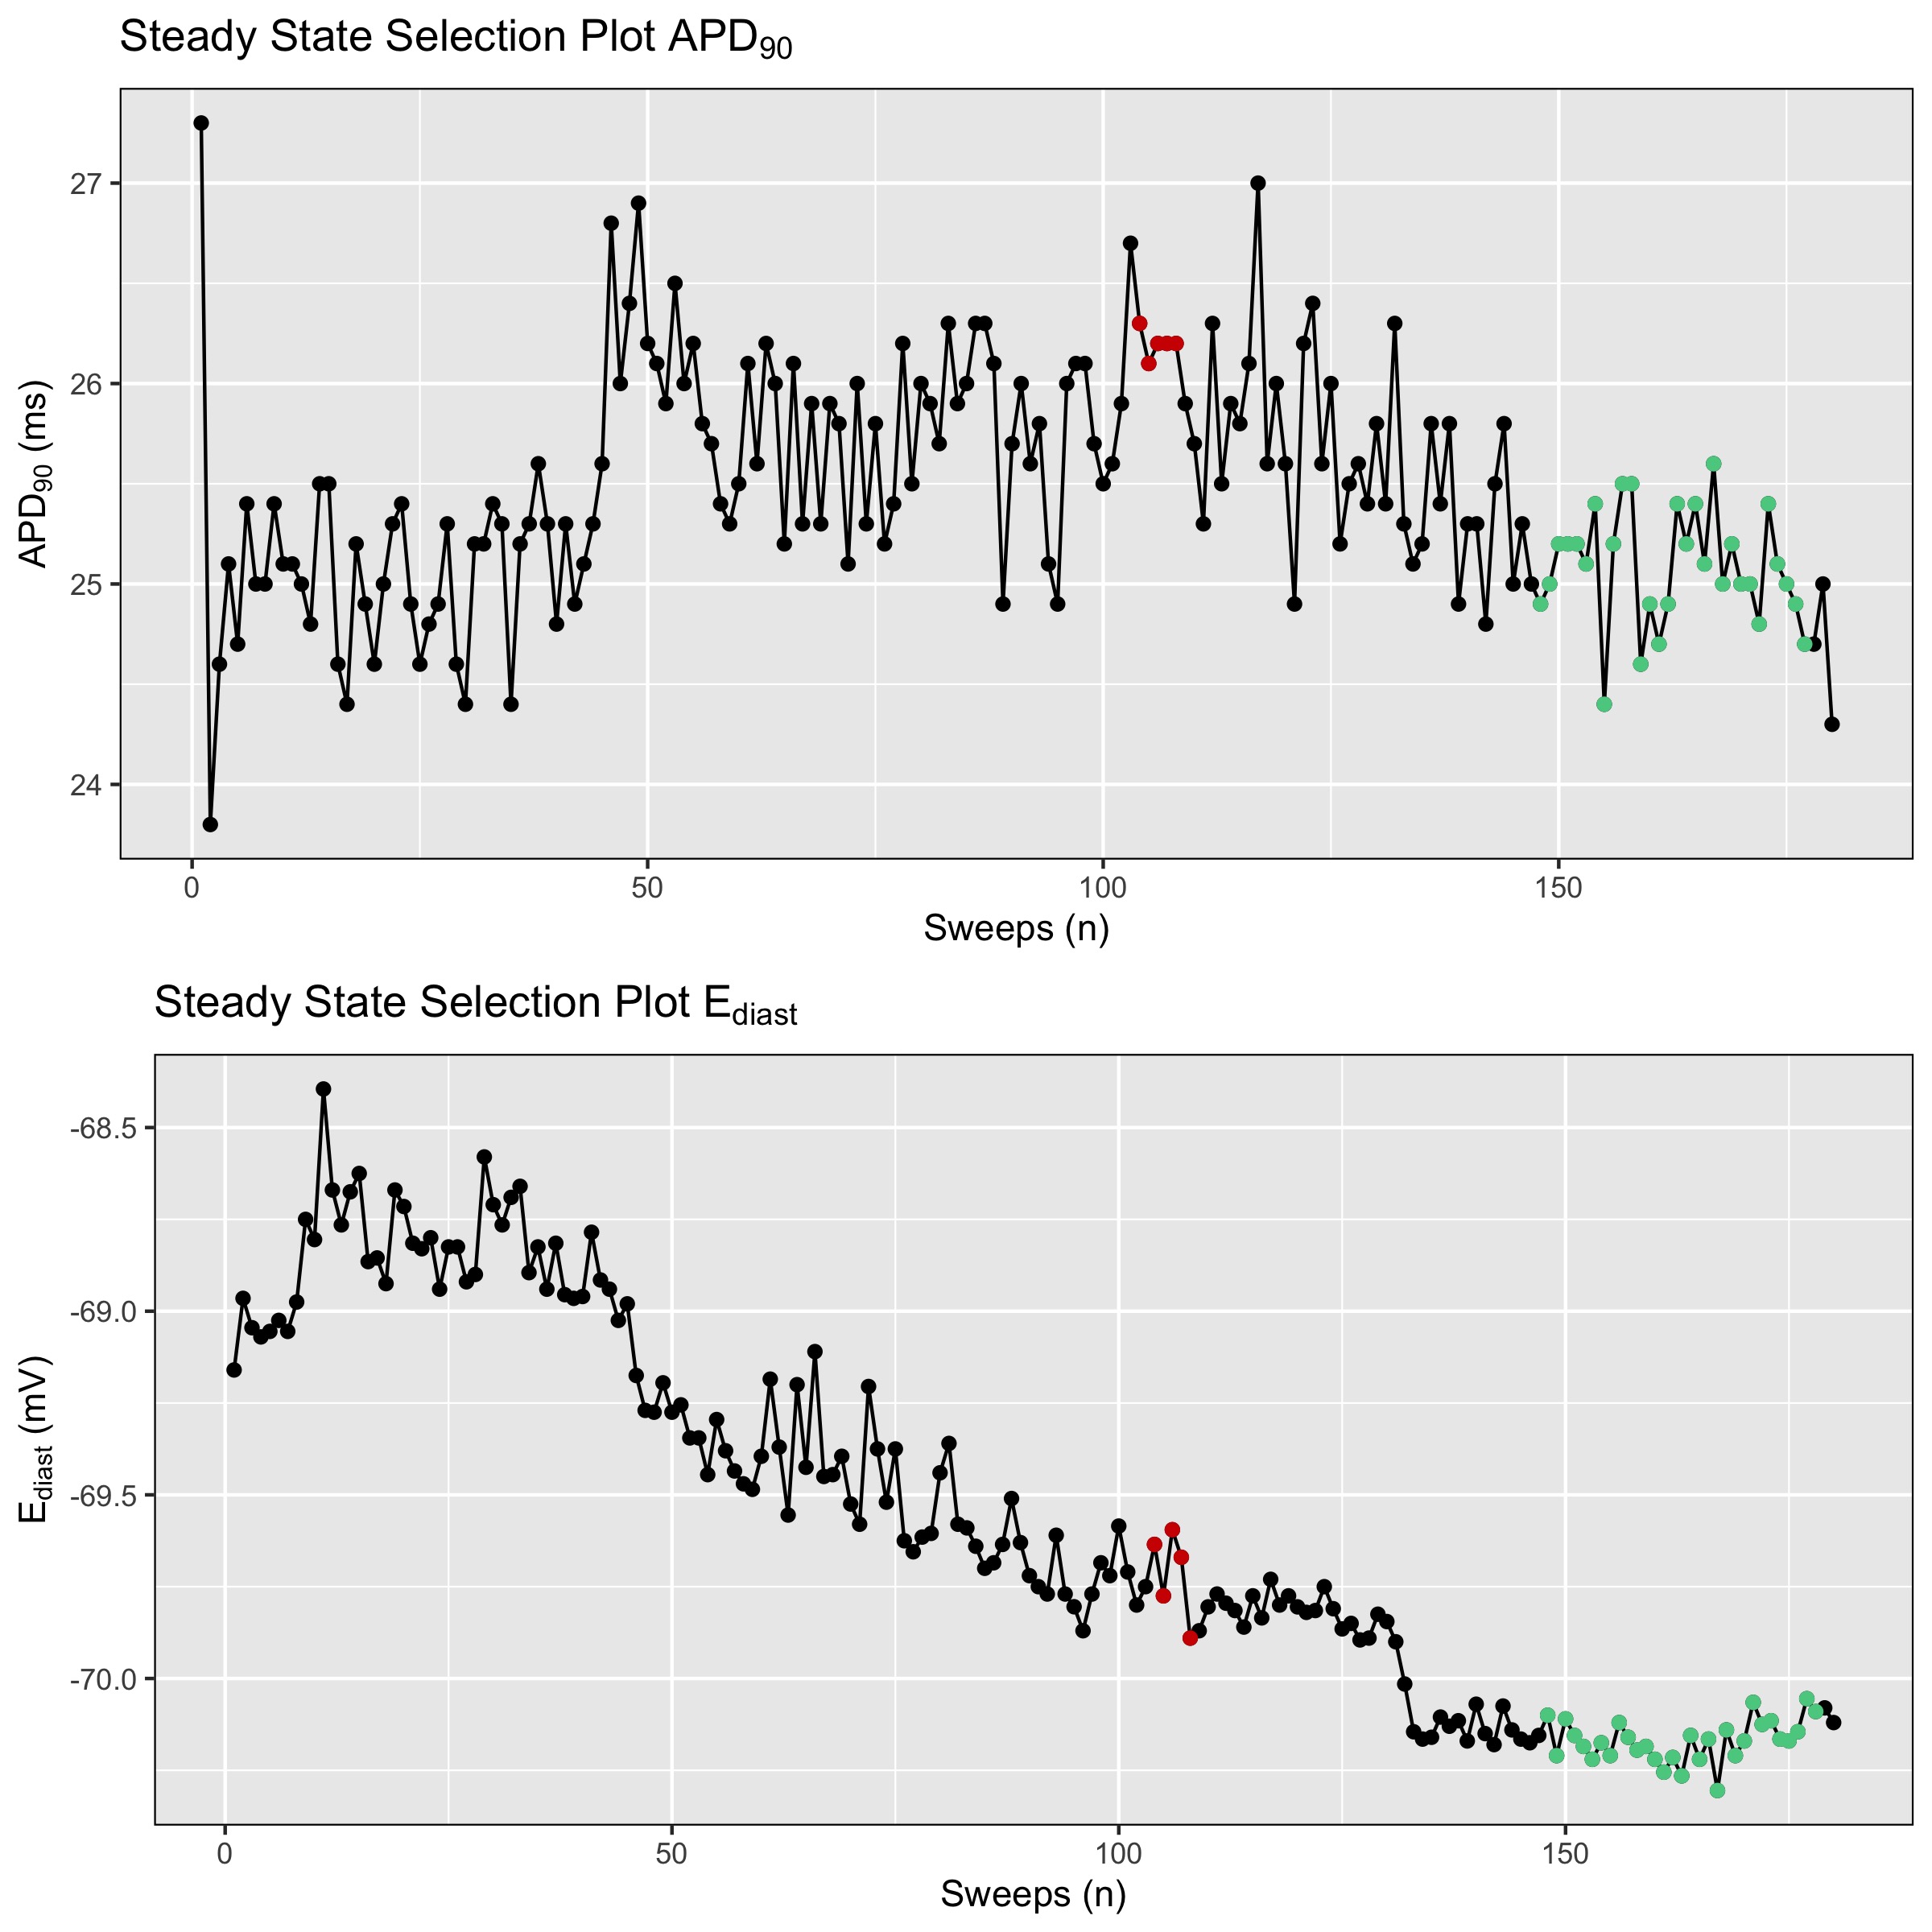 Steady State Selection Plot APD90
27
26
25
24
APD90 (ms)
0 50 100 150
Sweeps (n)
Steady State Selection Plot Ediast
-68.5
-69.0
-69.5
-70.0
Ediast (mV)
0 50 100 150
Sweeps (n)